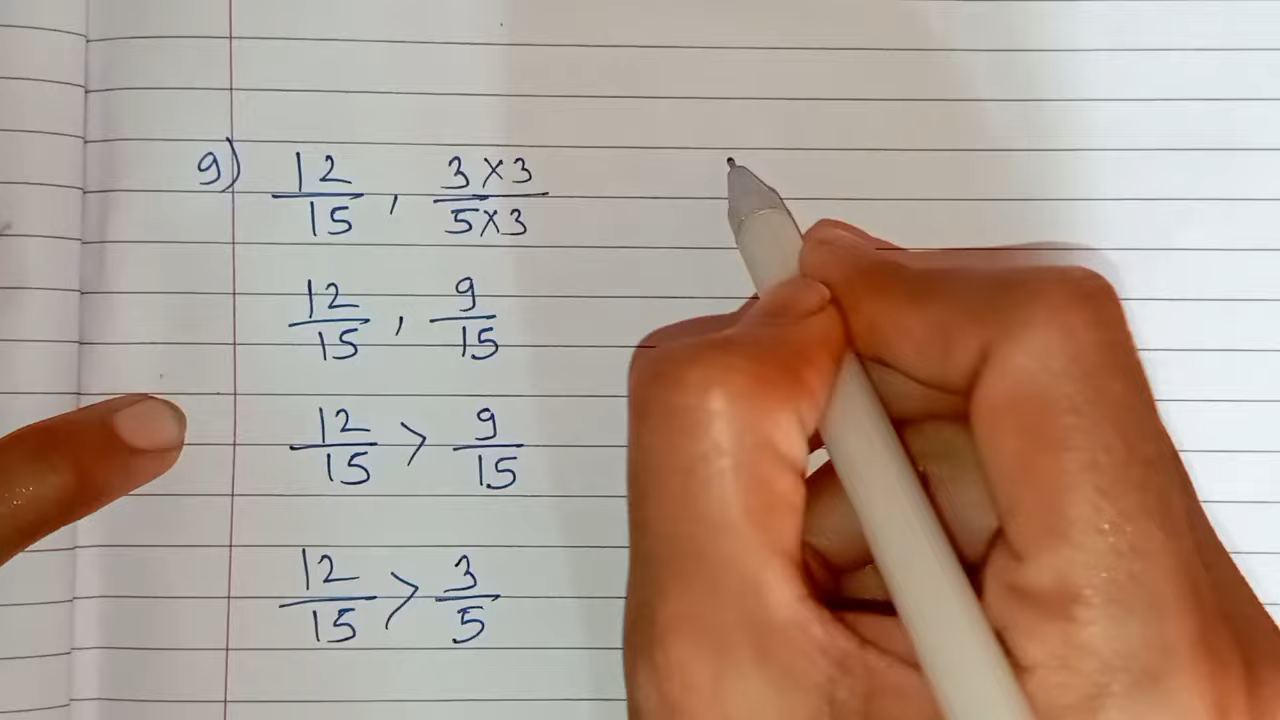 9) 12/15 , 3×3/5×3
12/15 , 9/15
12/15 > 9/15
12/15 > 3/5